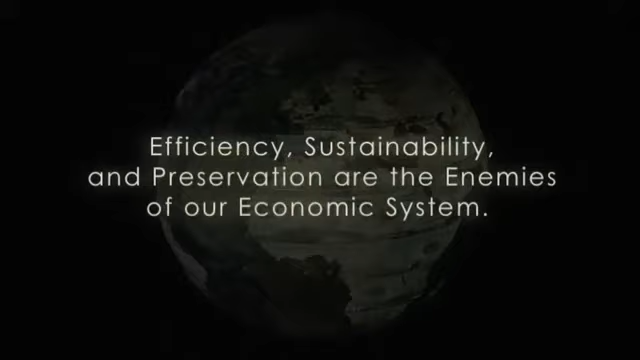 Efficiency, Sustainability,
and Preservation are the Enemies
of our Economic System.